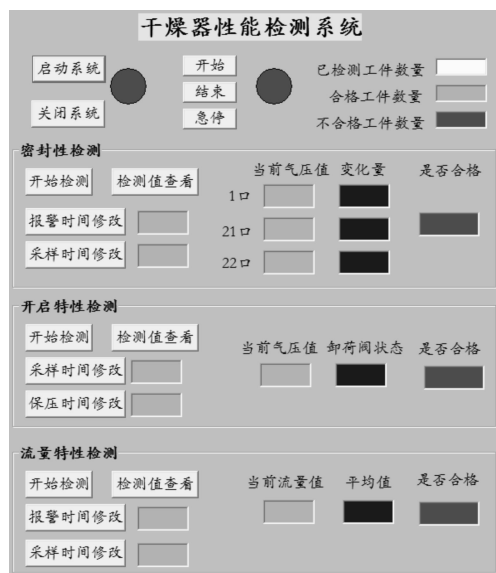 干燥器性能检测系统
启动系统 开始 已检测工件数量
结束 合格工件数量
关闭系统 急停 不合格工件数量
密封性检测
当前气压值 变化量 是否合格
开始检测 检测值查看
1口
报警时间修改
21口
采样时间修改
22口
开启特性检测
开始检测 检测值查看
当前气压值 卸荷阀状态 是否合格
采样时间修改
保压时间修改
流量特性检测
开始检测 检测值查看 当前流量值 平均值 是否合格
报警时间修改
采样时间修改